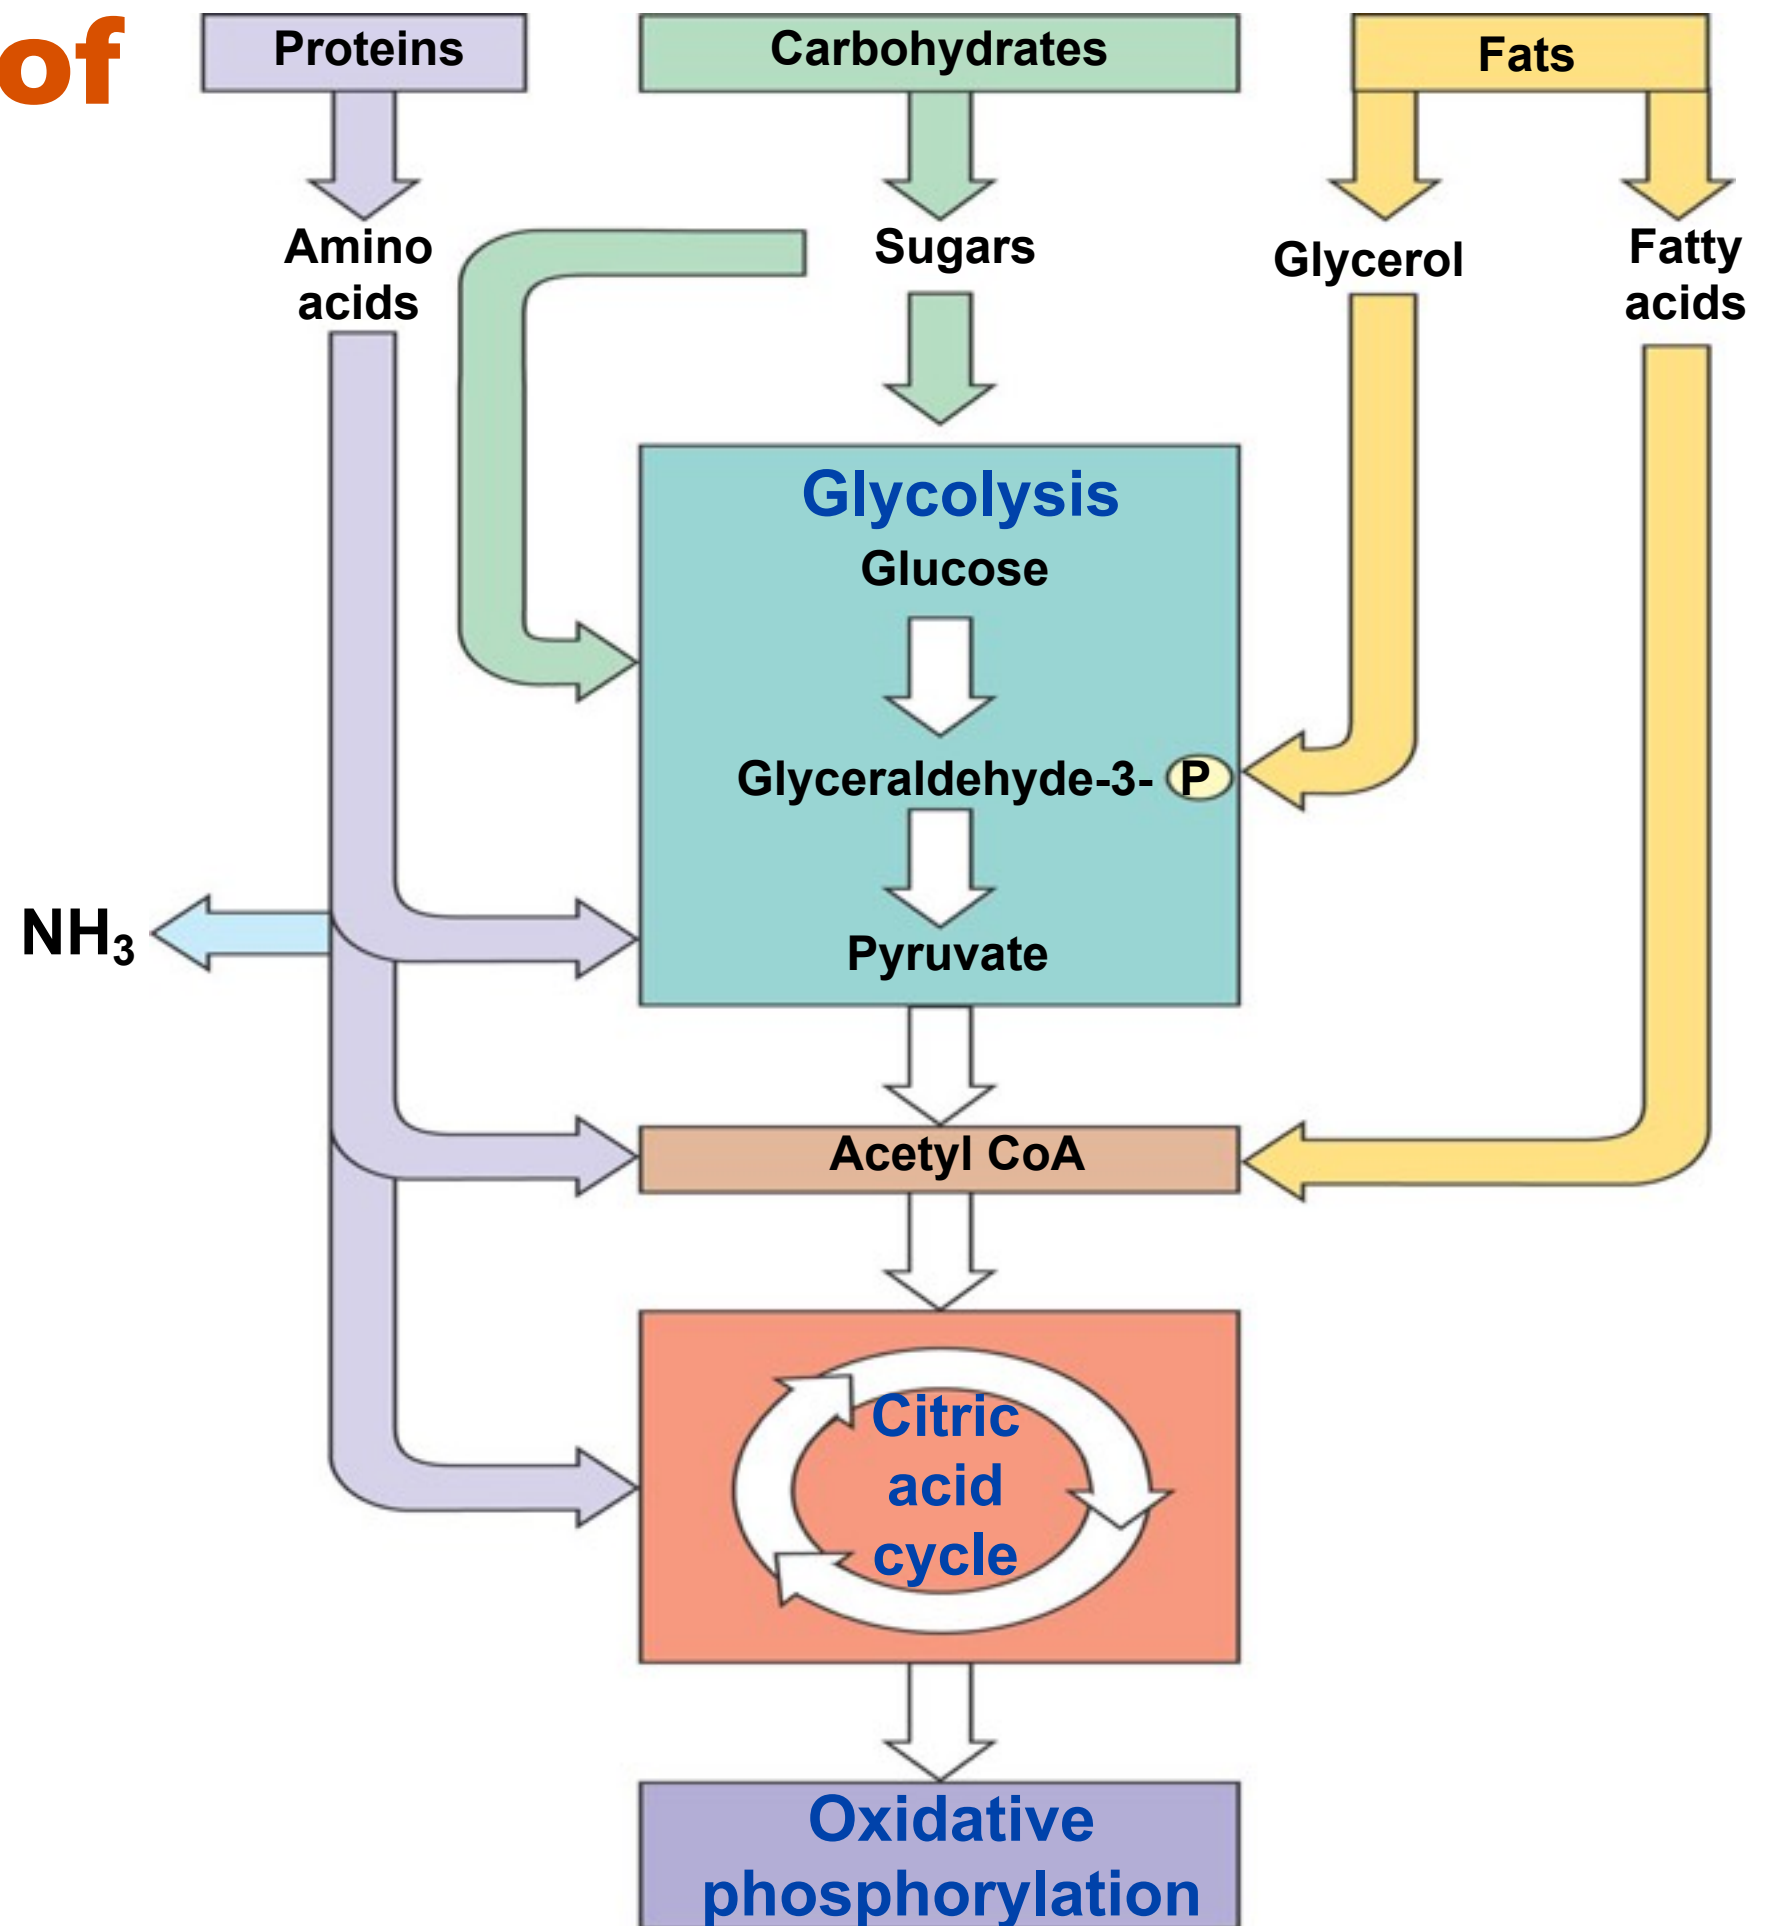 of
Proteins
Carbohydrates
Fats
Amino
acids
Sugars
Glycerol
Fatty
acids
Glycolysis
Glucose
Glyceraldehyde-3- P
NH₃
Pyruvate
Acetyl CoA
Citric
acid
cycle
Oxidative
phosphorylation